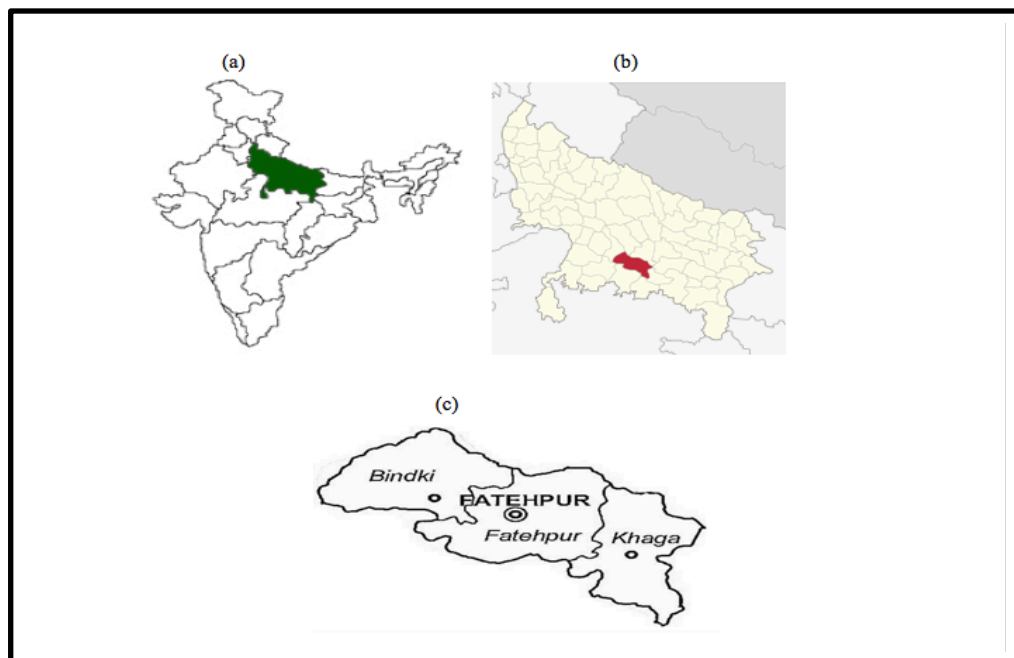 (a)
(b)
(c)
Bindki
FATEHPUR
Fatehpur
Khaga